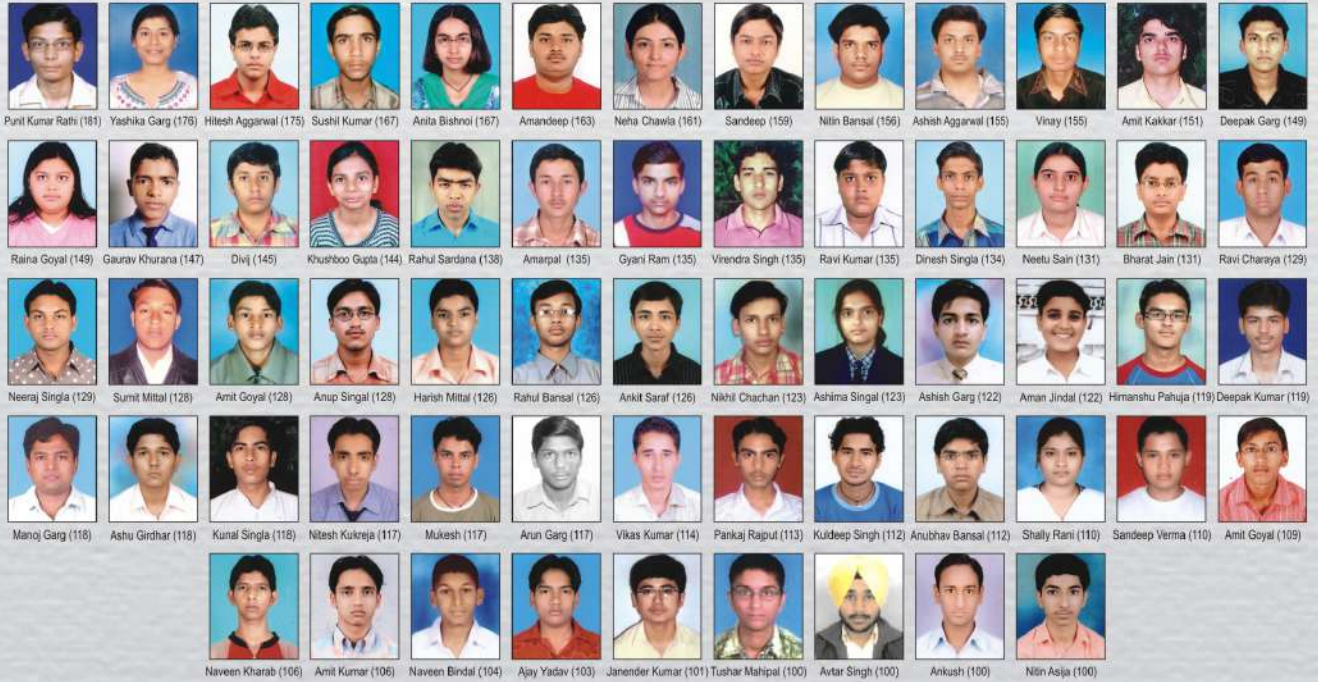 Punit Kumar Rathi (181) Yashika Garg (176) Hitesh Aggarwal (175) Sushil Kumar (167) Anita Bishnoi (167) Amandeep (163) Neha Chawla (161) Sandeep (159) Nitin Bansal (156) Ashish Aggarwal (155) Vinay (155) Amit Kakkar (151) Deepak Garg (149)
Raina Goyal (149) Gaurav Khurana (147) Divij (145) Khushboo Gupta (144) Rahul Sardana (138) Amarpal (135) Gyani Ram (135) Virendra Singh (135) Ravi Kumar (135) Dinesh Singla (134) Neetu Sain (131) Bharat Jain (131) Ravi Charaya (129)
Neeraj Singla (129) Sumit Mittal (128) Amit Goyal (128) Anup Singal (128) Harish Mittal (126) Rahul Bansal (126) Ankit Saraf (126) Nikhil Chachan (123) Ashima Singal (123) Ashish Garg (122) Aman Jindal (122) Himanshu Pahuja (119) Deepak Kumar (119)
Manoj Garg (118) Ashu Girdhar (118) Kunal Singla (118) Nitesh Kukreja (117) Mukesh (117) Arun Garg (117) Vikas Kumar (114) Pankaj Rajput (113) Kuldeep Singh (112) Anubhav Bansal (112) Shally Rani (110) Sandeep Verma (110) Amit Goyal (109)
Naveen Kharab (106) Amit Kumar (106) Naveen Bindal (104) Ajay Yadav (103) Janender Kumar (101) Tushar Mahipal (100) Avtar Singh (100) Ankush (100) Nitin Asija (100)